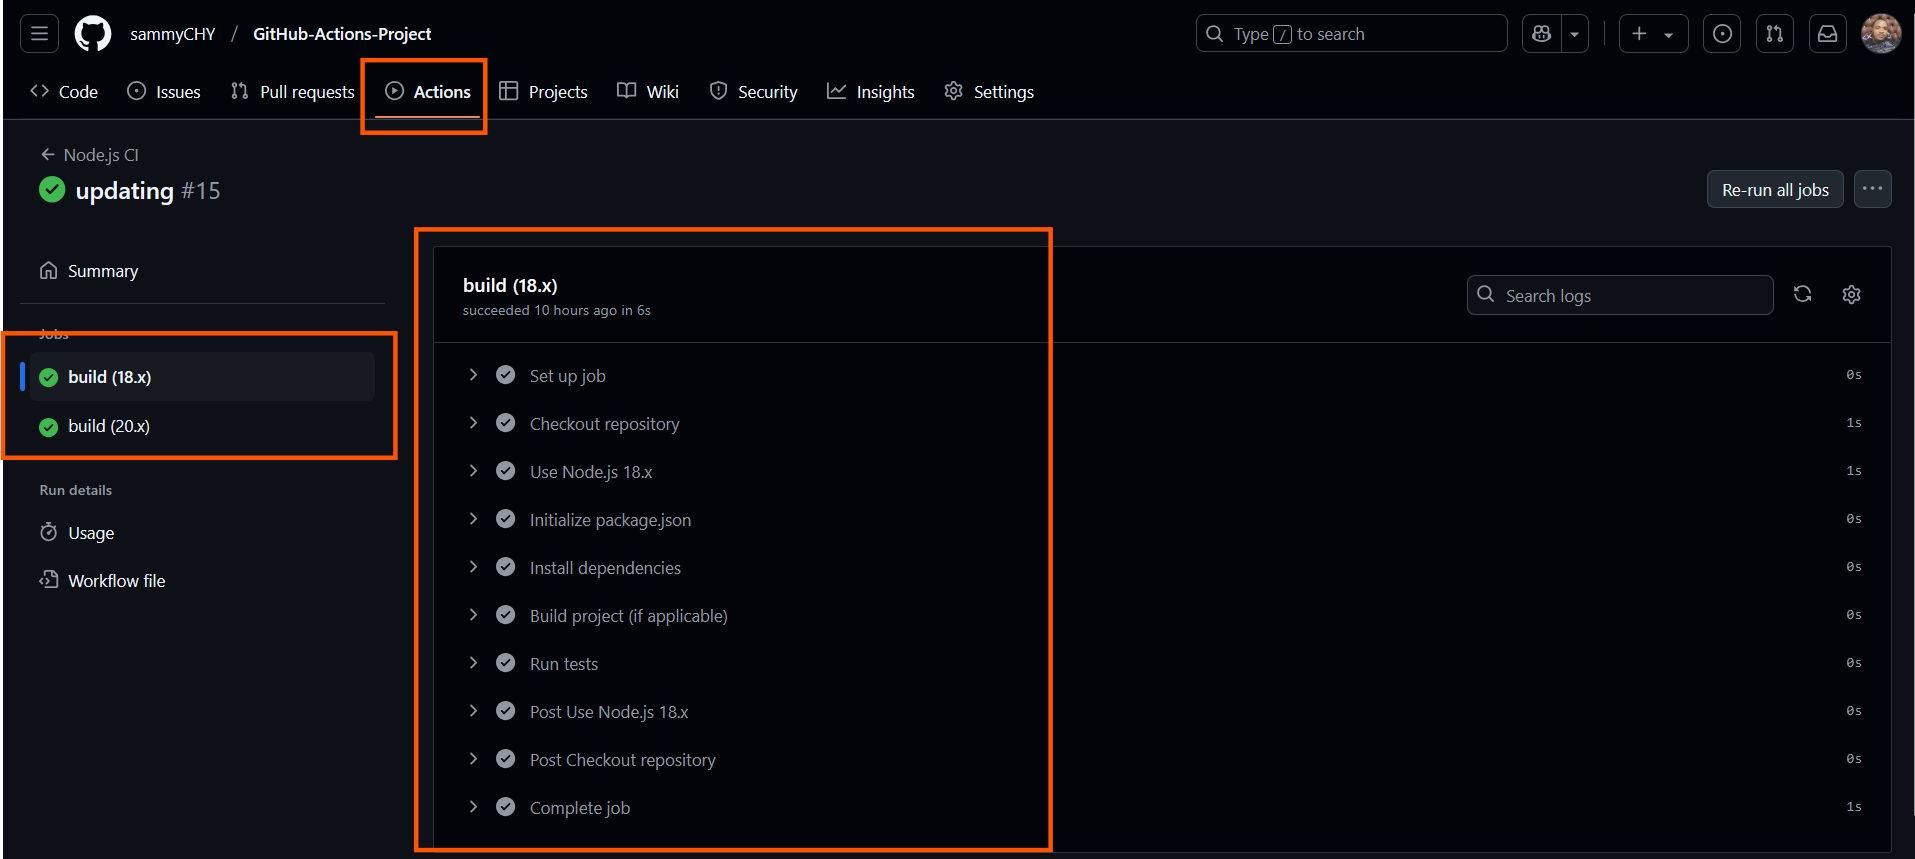 sammyCHY / GitHub-Actions-Project
Type / to search
Code
Issues
Pull requests
Actions
Projects
Wiki
Security
Insights
Settings
← Node.js CI
updating #15
Re-run all jobs
Summary
Jobs
build (18.x)
build (20.x)
Run details
Usage
Workflow file
build (18.x)
succeeded 10 hours ago in 6s
Search logs
Set up job 0s
Checkout repository 1s
Use Node.js 18.x 1s
Initialize package.json 0s
Install dependencies 0s
Build project (if applicable) 0s
Run tests 0s
Post Use Node.js 18.x 0s
Post Checkout repository 0s
Complete job 1s